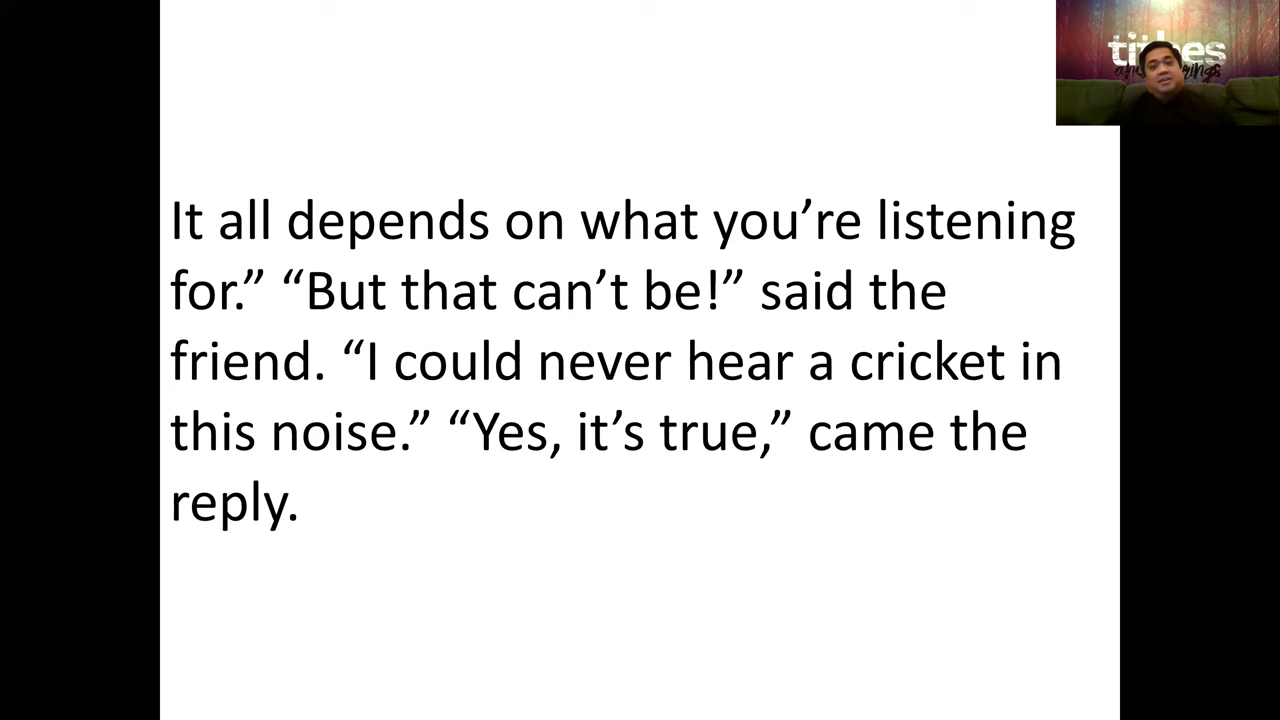 tithes
It all depends on what you’re listening
for.” “But that can’t be!” said the
friend. “I could never hear a cricket in
this noise.” “Yes, it’s true,” came the
reply.